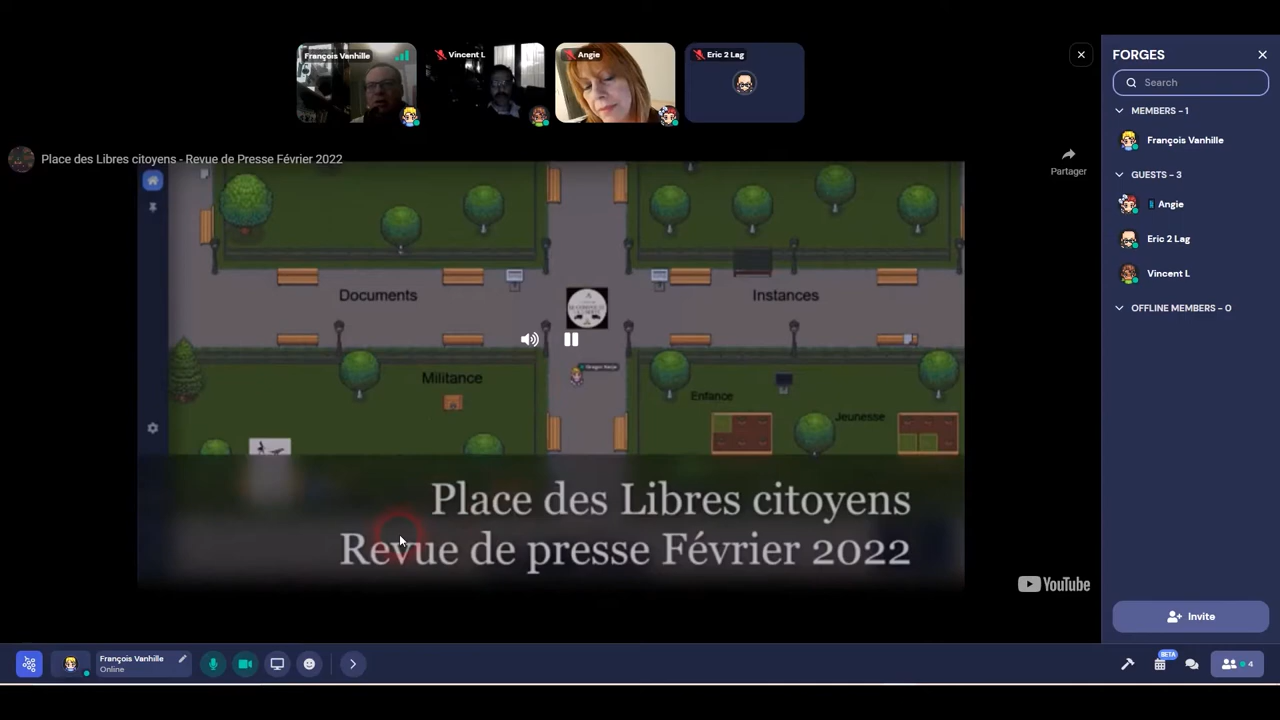 François Vanhille
Vincent L
Angie
Eric 2 Lag
FORGES
Search
MEMBERS – 1
François Vanhille
GUESTS – 3
Angie
Eric 2 Lag
Vincent L
OFFLINE MEMBERS – 0
Invite
Place des Libres citoyens - Revue de Presse Février 2022
Partager
Documents
Instances
Militance
Enfance
Jeunesse
Place des Libres citoyens
Revue de presse Février 2022
YouTube
François Vanhille
Online
BETA
4